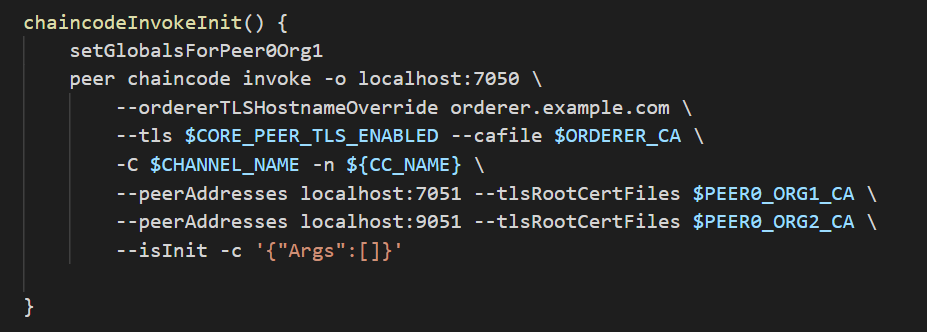 chaincodeInvokeInit() {
    setGlobalsForPeer0Org1
    peer chaincode invoke -o localhost:7050 \
        --ordererTLSHostnameOverride orderer.example.com \
        --tls $CORE_PEER_TLS_ENABLED --cafile $ORDERER_CA \
        -C $CHANNEL_NAME -n ${CC_NAME} \
        --peerAddresses localhost:7051 --tlsRootCertFiles $PEER0_ORG1_CA \
        --peerAddresses localhost:9051 --tlsRootCertFiles $PEER0_ORG2_CA \
        --isInit -c '{"Args":[]}'
}